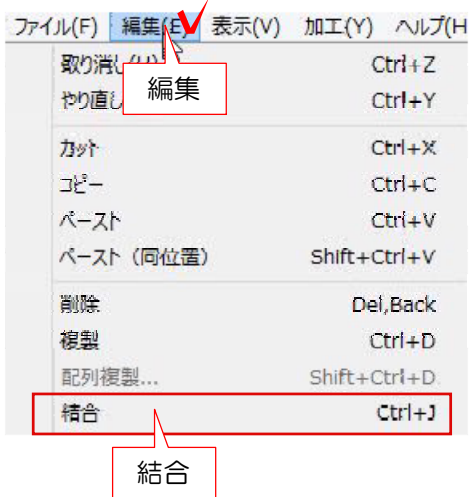 ファイル(F) 編集(E) 表示(V) 加工(Y) ヘルプ(H
取り消し(U) Ctrl+Z
編集
やり直し Ctrl+Y
カット Ctrl+X
コピー Ctrl+C
ペースト Ctrl+V
ペースト（同位置） Shift+Ctrl+V
削除 Del,Back
複製 Ctrl+D
配列複製... Shift+Ctrl+D
結合 Ctrl+J
結合